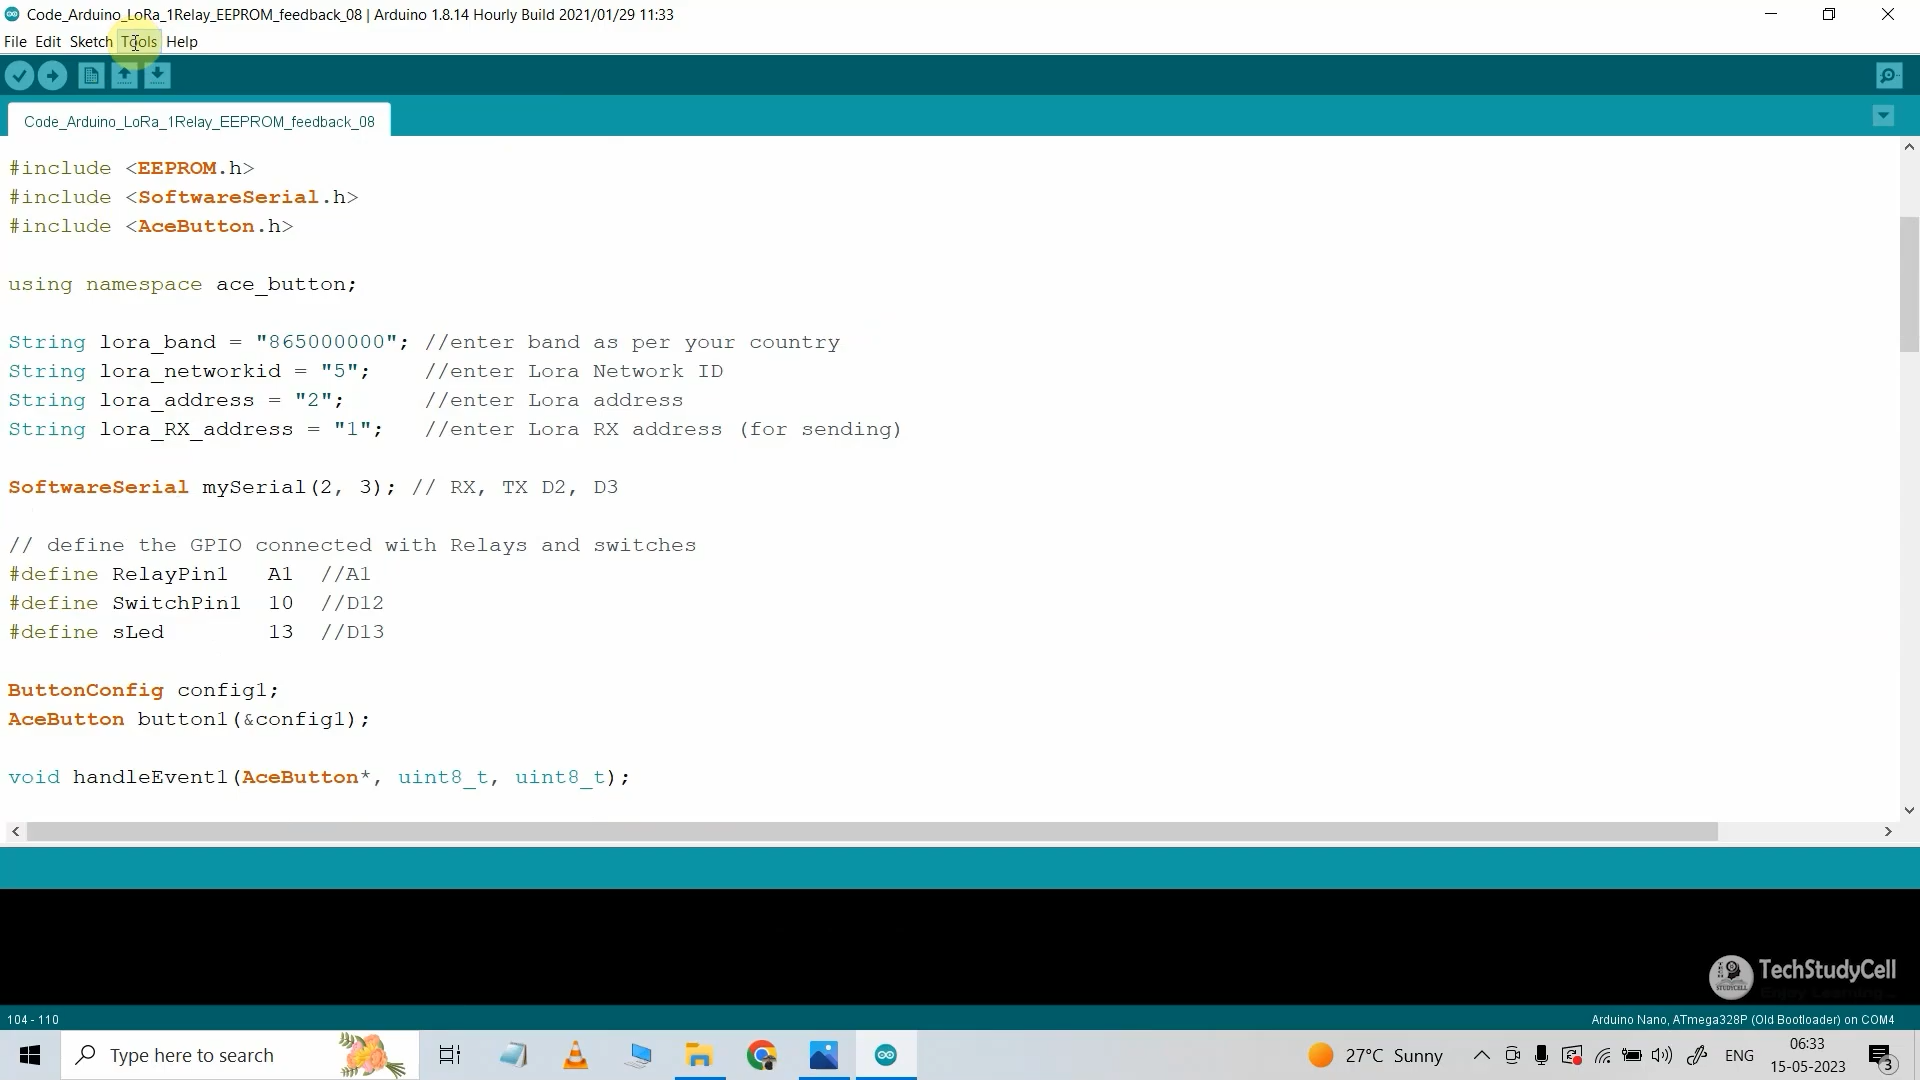 Code_Arduino_LoRa_1Relay_EEPROM_feedback_08 | Arduino 1.8.14 Hourly Build 2021/01/29 11:33
File Edit Sketch Tools Help
Code_Arduino_LoRa_1Relay_EEPROM_feedback_08
#include <EEPROM.h>
#include <SoftwareSerial.h>
#include <AceButton.h>
using namespace ace_button;
String lora_band = "865000000"; //enter band as per your country
String lora_networkid = "5";    //enter Lora Network ID
String lora_address = "2";      //enter Lora address
String lora_RX_address = "1";   //enter Lora RX address (for sending)
SoftwareSerial mySerial(2, 3); // RX, TX D2, D3
// define the GPIO connected with Relays and switches
#define RelayPin1   A1  //A1
#define SwitchPin1  10  //D12
#define sLed        13  //D13
ButtonConfig config1;
AceButton button1(&config1);
void handleEvent1(AceButton*, uint8_t, uint8_t);
TechStudyCell
STUDYCELL
104 - 110
Arduino Nano, ATmega328P (Old Bootloader) on COM4
Type here to search
27°C Sunny
ENG
06:33
15-05-2023
3